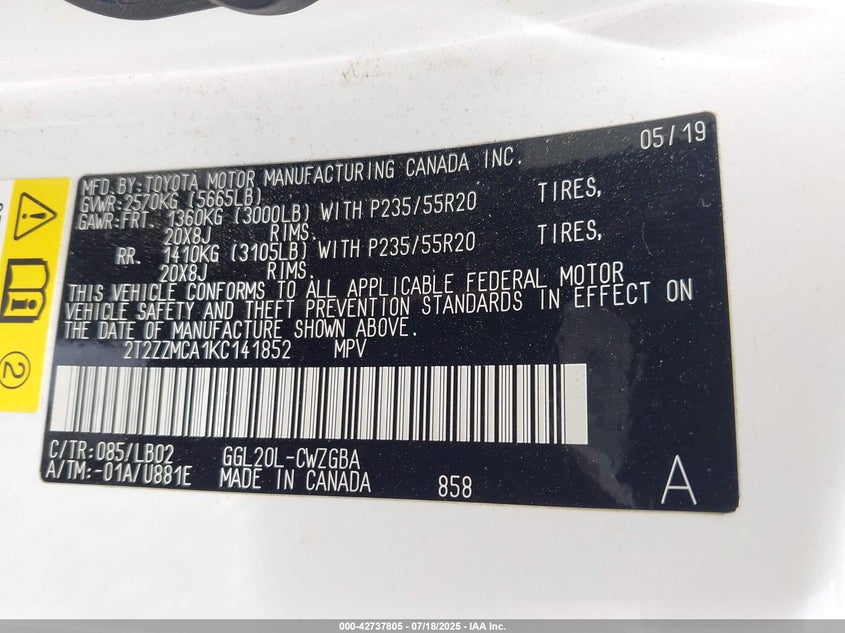 05/19
MFD. BY: TOYOTA MOTOR MANUFACTURING CANADA INC.
GVWR: 2570KG (5665LB)
GAWR: FRT. 1360KG (3000LB) WITH P235/55R20 TIRES,
20X8J RIMS.
RR. 1410KG (3105LB) WITH P235/55R20 TIRES,
20X8J RIMS.
THIS VEHICLE CONFORMS TO ALL APPLICABLE FEDERAL MOTOR
VEHICLE SAFETY AND THEFT PREVENTION STANDARDS IN EFFECT ON
THE DATE OF MANUFACTURE SHOWN ABOVE.
2T2ZZMCA1KC141852 MPV
C/TR: 085/LB02 GGL20L-CWZGBA
A/TM: -01A/U881E MADE IN CANADA 858 A
2
000-42737805 - 07/18/2025 - IAA Inc.